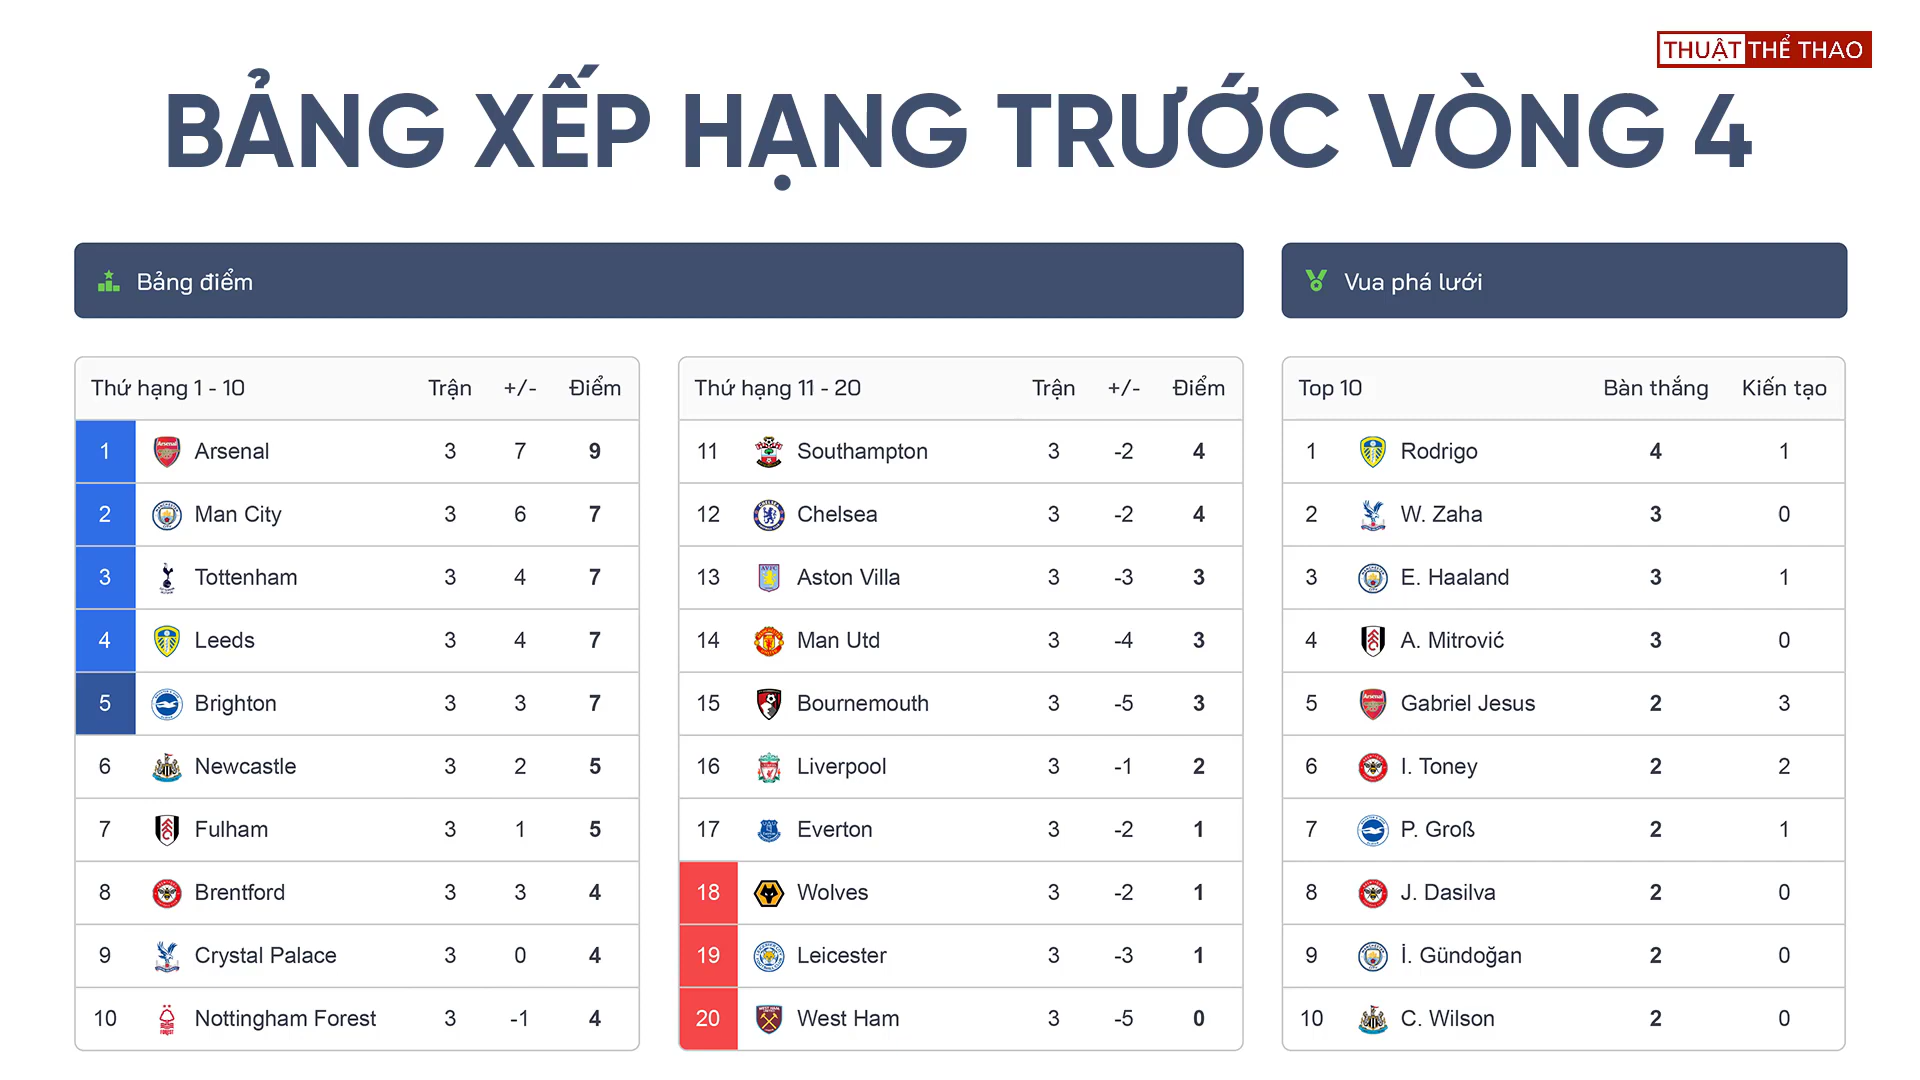 THUẬT THỂ THAO
BẢNG XẾP HẠNG TRƯỚC VÒNG 4
Bảng điểm
Vua phá lưới
Thứ hạng 1 - 10 Trận +/- Điểm
1 Arsenal 3 7 9
2 Man City 3 6 7
3 Tottenham 3 4 7
4 Leeds 3 4 7
5 Brighton 3 3 7
6 Newcastle 3 2 5
7 Fulham 3 1 5
8 Brentford 3 3 4
9 Crystal Palace 3 0 4
10 Nottingham Forest 3 -1 4
Thứ hạng 11 - 20 Trận +/- Điểm
11 Southampton 3 -2 4
12 Chelsea 3 -2 4
13 Aston Villa 3 -3 3
14 Man Utd 3 -4 3
15 Bournemouth 3 -5 3
16 Liverpool 3 -1 2
17 Everton 3 -2 1
18 Wolves 3 -2 1
19 Leicester 3 -3 1
20 West Ham 3 -5 0
Top 10 Bàn thắng Kiến tạo
1 Rodrigo 4 1
2 W. Zaha 3 0
3 E. Haaland 3 1
4 A. Mitrović 3 0
5 Gabriel Jesus 2 3
6 I. Toney 2 2
7 P. Groß 2 1
8 J. Dasilva 2 0
9 İ. Gündoğan 2 0
10 C. Wilson 2 0